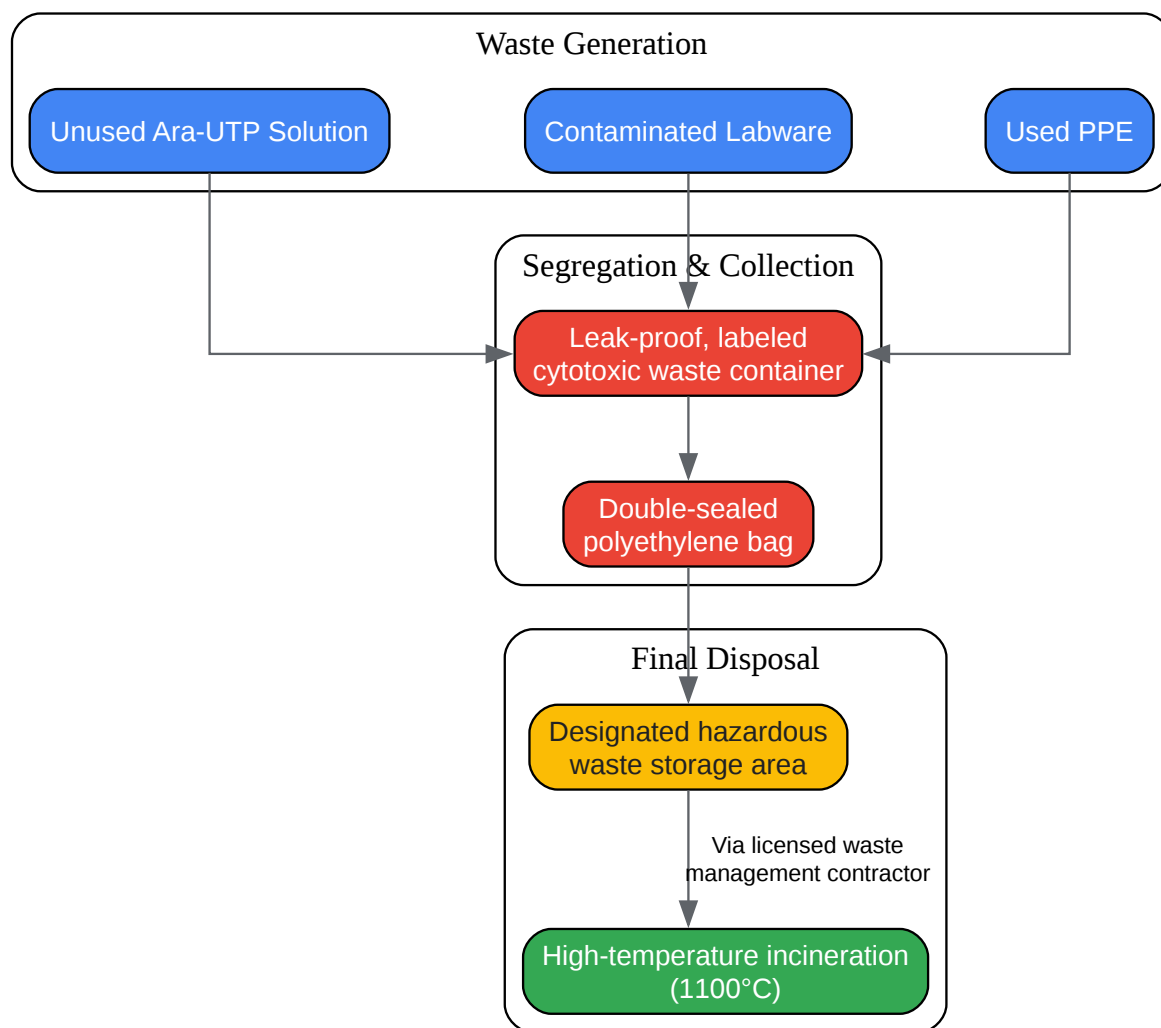 Waste Generation
Unused Ara-UTP Solution
Contaminated Labware
Used PPE
Segregation & Collection
Leak-proof, labeled
cytotoxic waste container
Double-sealed
polyethylene bag
Final Disposal
Designated hazardous
waste storage area
Via licensed waste
management contractor
High-temperature incineration
(1100°C)